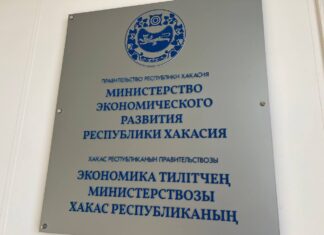 ПРАВИТЕЛЬСТВО РЕСПУБЛИКИ ХАКАСИЯ
МИНИСТЕРСТВО
ЭКОНОМИЧЕСКОГО
РАЗВИТИЯ
РЕСПУБЛИКИ ХАКАСИЯ
ХАКАС РЕСПУБЛИКАНЫҢ ПРАВИТЕЛЬСТВОЗЫ
ЭКОНОМИКА ТИЛІТЧЕҢ
МИНИСТЕРСТВОЗЫ
ХАКАС РЕСПУБЛИКАНЫҢ